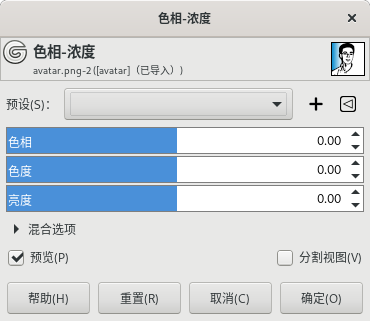 色相-浓度
色相-浓度
avatar.png-2 ([avatar]（已导入）)
预设(S)：
色相 0.00
色度 0.00
亮度 0.00
混合选项
预览(P) 分割视图(V)
帮助(H) 重置(R) 取消(C) 确定(O)